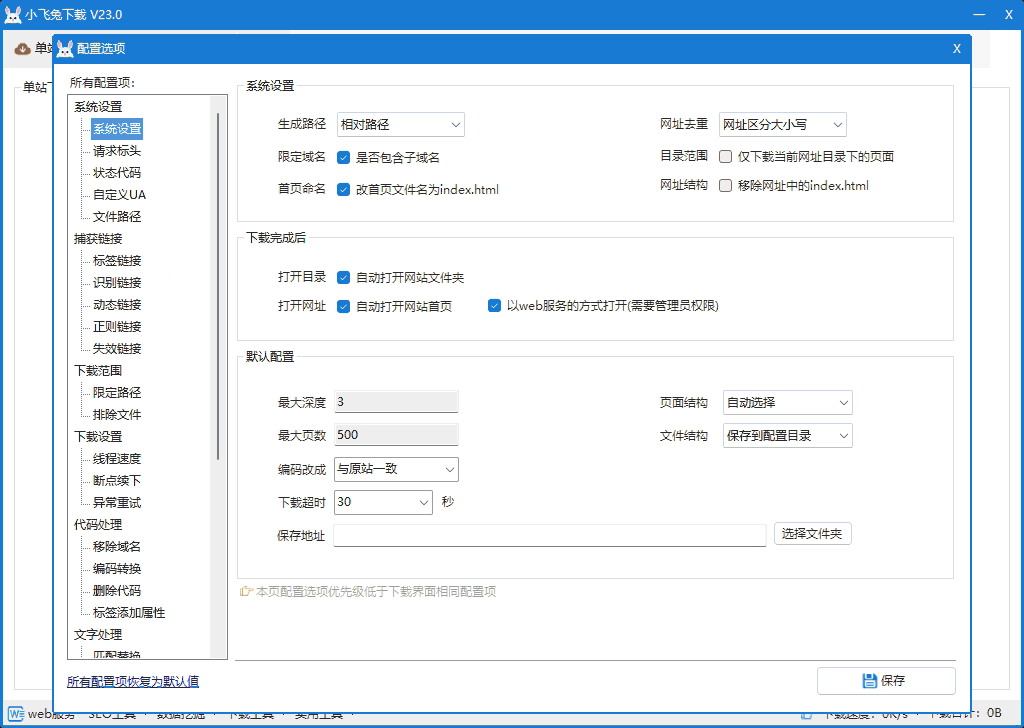 小飞兔下载 V23.0
单站
配置选项
X
X
单站下
所有配置项:
系统设置
系统设置
请求标头
状态代码
自定义UA
文件路径
捕获链接
标签链接
识别链接
动态链接
正则链接
失效链接
下载范围
限定路径
排除文件
下载设置
线程速度
断点续下
异常重试
代码处理
移除域名
编码转换
删除代码
标签添加属性
文字处理
匹配替换
所有配置项恢复为默认值
系统设置
生成路径 相对路径 网址去重 网址区分大小写
限定域名 是否包含子域名 目录范围 仅下载当前网址目录下的页面
首页命名 改首页文件名为index.html 网址结构 移除网址中的index.html
下载完成后
打开目录 自动打开网站文件夹
打开网址 自动打开网站首页 以web服务的方式打开(需要管理员权限)
默认配置
最大深度 3 页面结构 自动选择
最大页数 500 文件结构 保存到配置目录
编码改成 与原站一致
下载超时 30 秒
保存地址 选择文件夹
本页配置选项优先级低于下载界面相同配置项
保存
web服务 SEO工具 数据挖掘 下载工具 实用工具 下载速度: 0K/s 下载合计: 0B